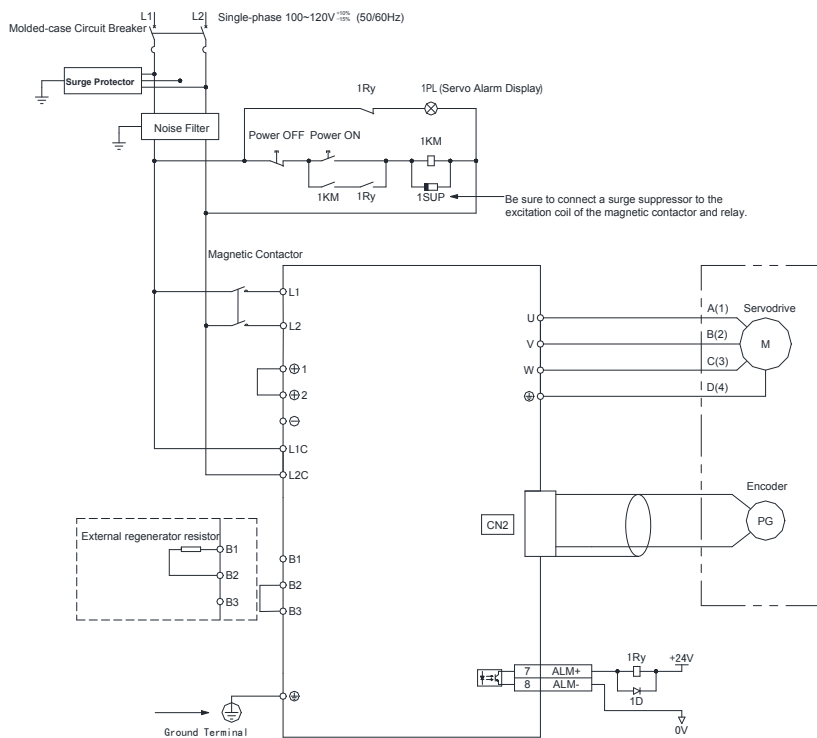 L1 L2 Single-phase 100~120V +10% -15% (50/60Hz)
Molded-case Circuit Breaker
Surge Protector
1Ry 1PL (Servo Alarm Display)
Noise Filter
Power OFF Power ON
1KM
1KM 1Ry 1SUP
Be sure to connect a surge suppressor to the
excitation coil of the magnetic contactor and relay.
Magnetic Contactor
L1
L2
1
2
L1C
L2C
U
V
W
A(1)
B(2)
C(3)
D(4)
Servodrive
M
Encoder
PG
CN2
External regenerator resistor
B1
B2
B3
B1
B2
B3
7 ALM+
8 ALM-
1Ry +24V
1D
0V
Ground Terminal